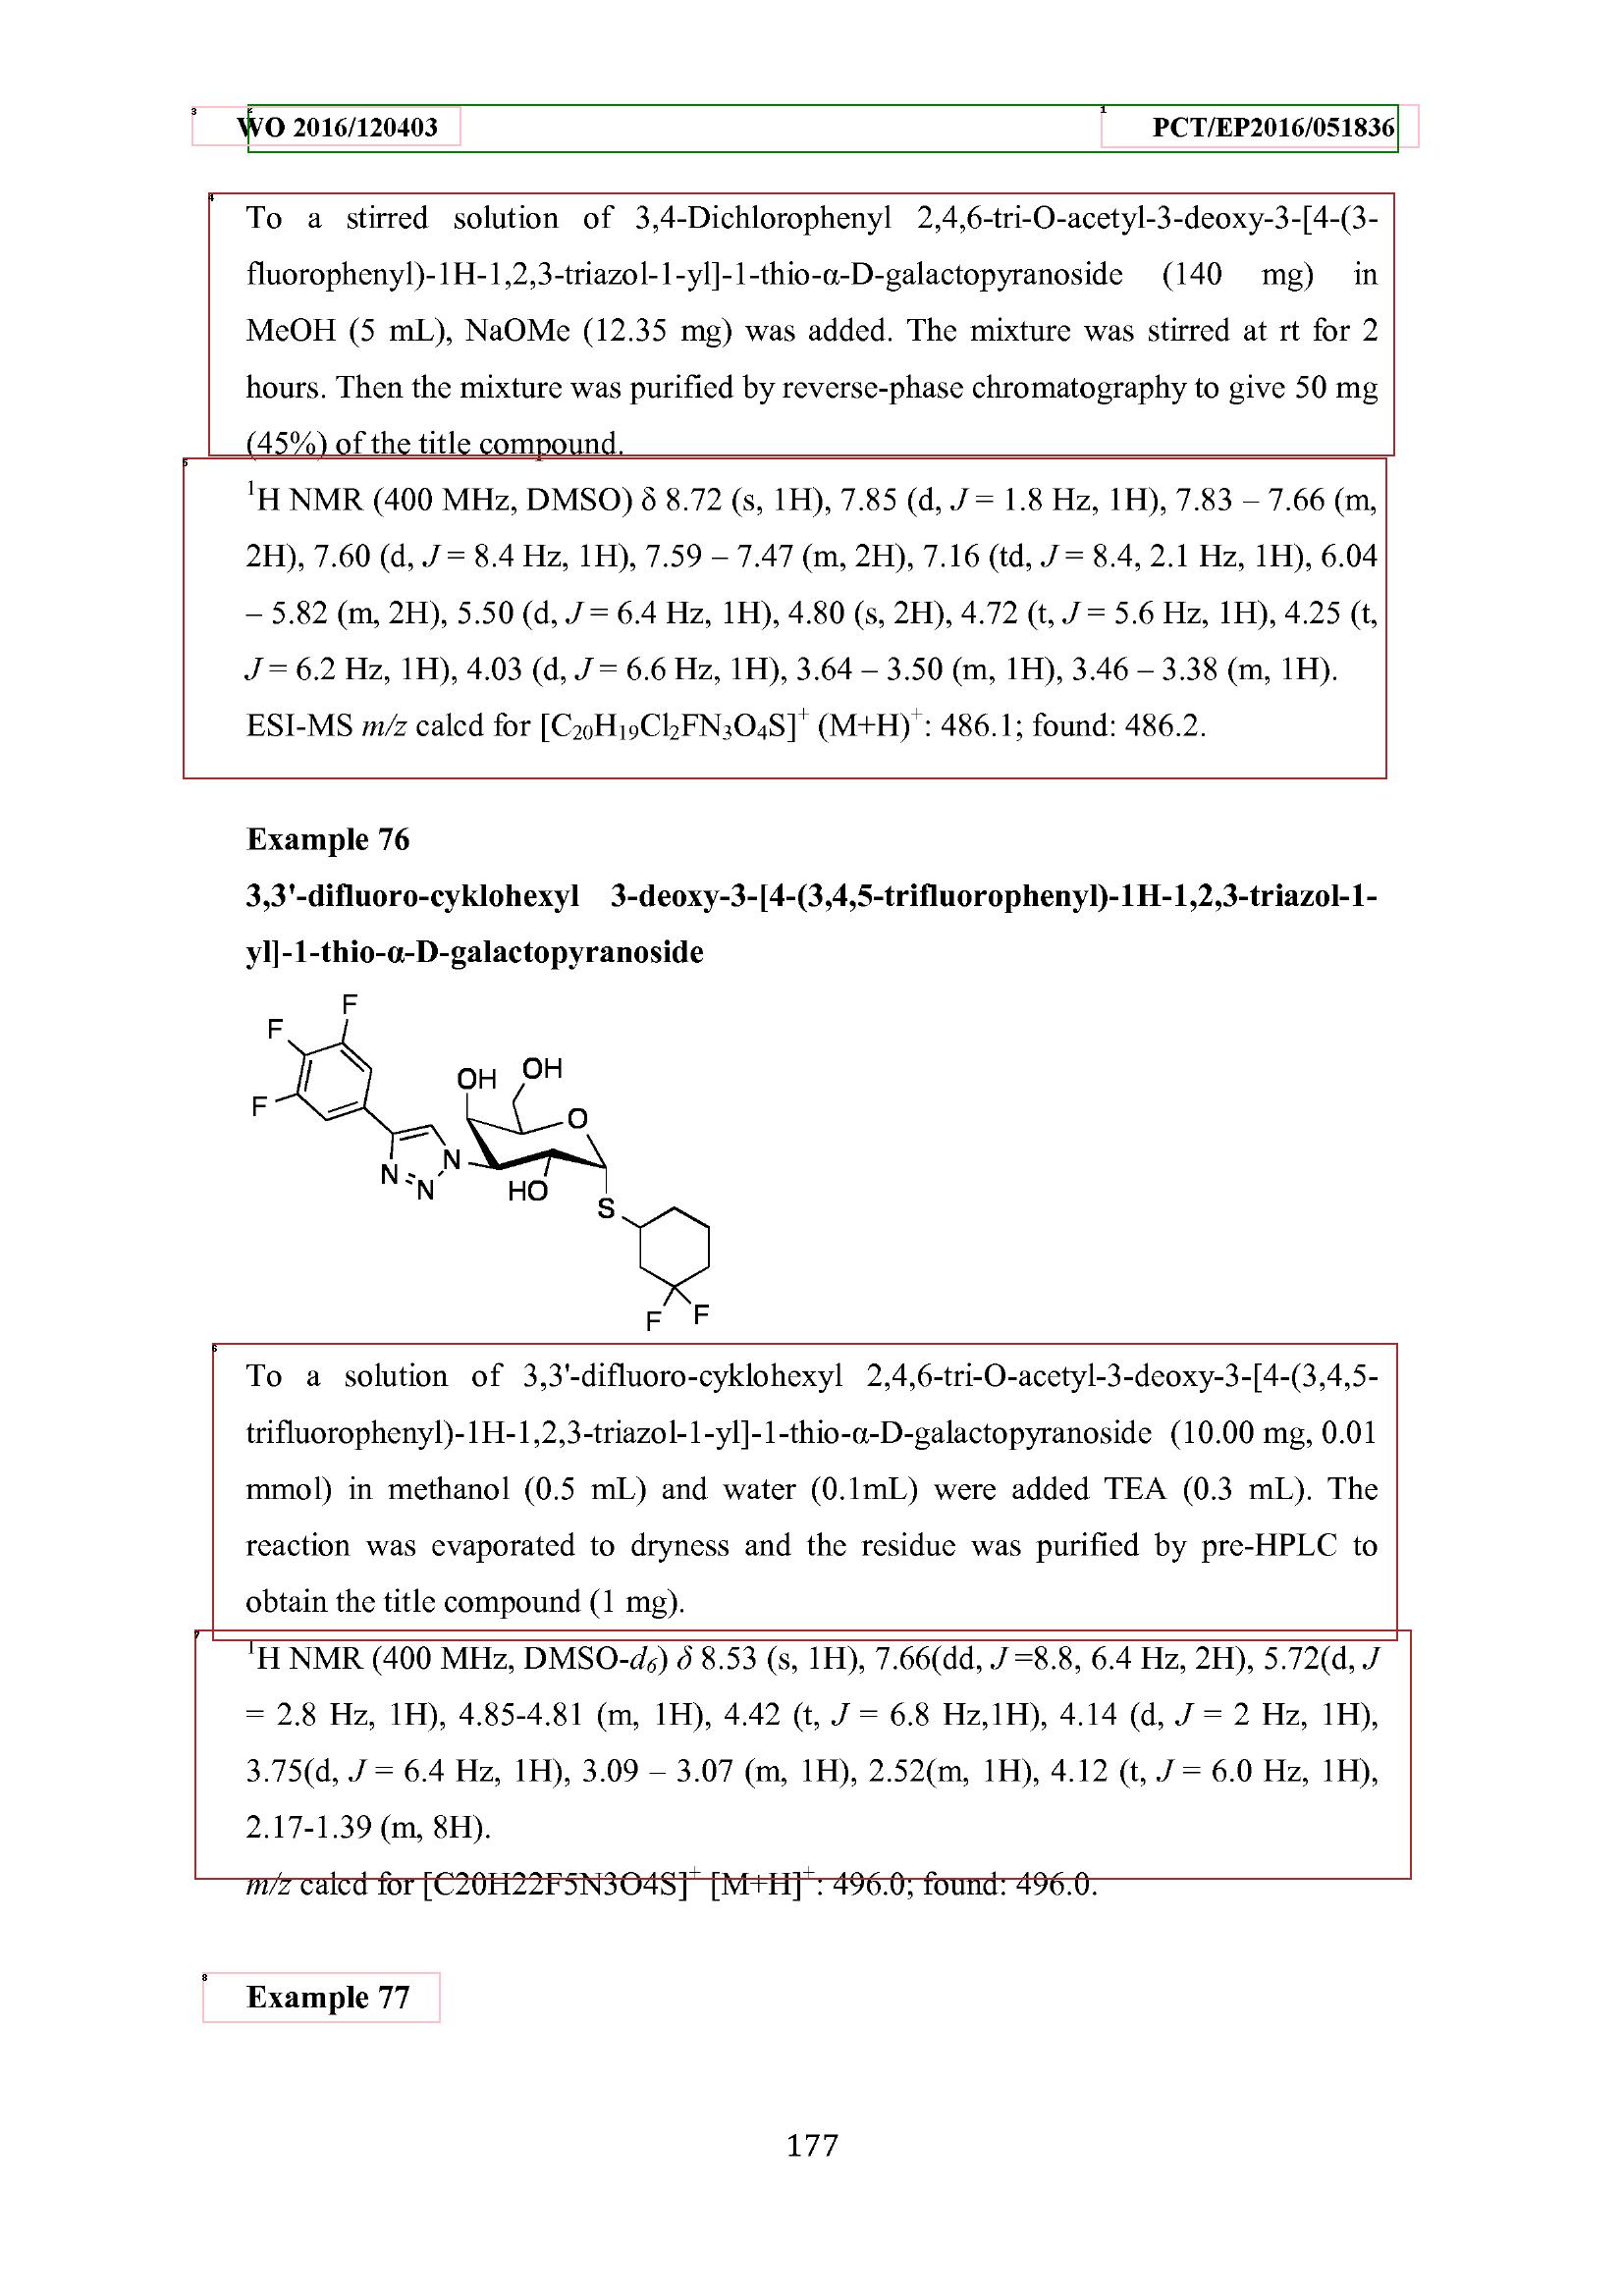 WO 2016/120403 PCT/EP2016/051836
To a stirred solution of 3,4-Dichlorophenyl 2,4,6-tri-O-acetyl-3-deoxy-3-[4-(3-
fluorophenyl)-1H-1,2,3-triazol-1-yl]-1-thio-α-D-galactopyranoside (140 mg) in
MeOH (5 mL), NaOMe (12.35 mg) was added. The mixture was stirred at rt for 2
hours. Then the mixture was purified by reverse-phase chromatography to give 50 mg
(45%) of the title compound.
¹H NMR (400 MHz, DMSO) δ 8.72 (s, 1H), 7.85 (d, J = 1.8 Hz, 1H), 7.83 – 7.66 (m,
2H), 7.60 (d, J = 8.4 Hz, 1H), 7.59 – 7.47 (m, 2H), 7.16 (td, J = 8.4, 2.1 Hz, 1H), 6.04
– 5.82 (m, 2H), 5.50 (d, J = 6.4 Hz, 1H), 4.80 (s, 2H), 4.72 (t, J = 5.6 Hz, 1H), 4.25 (t,
J = 6.2 Hz, 1H), 4.03 (d, J = 6.6 Hz, 1H), 3.64 – 3.50 (m, 1H), 3.46 – 3.38 (m, 1H).
ESI-MS m/z calcd for [C₂₀H₁₉Cl₂FN₃O₄S]⁺ (M+H)⁺: 486.1; found: 486.2.
Example 76
3,3'-difluoro-cyklohexyl 3-deoxy-3-[4-(3,4,5-trifluorophenyl)-1H-1,2,3-triazol-1-
yl]-1-thio-α-D-galactopyranoside
F
F
OH
OH
F
O
N
N
N
HO
S
F
F
To a solution of 3,3'-difluoro-cyklohexyl 2,4,6-tri-O-acetyl-3-deoxy-3-[4-(3,4,5-
trifluorophenyl)-1H-1,2,3-triazol-1-yl]-1-thio-α-D-galactopyranoside (10.00 mg, 0.01
mmol) in methanol (0.5 mL) and water (0.1mL) were added TEA (0.3 mL). The
reaction was evaporated to dryness and the residue was purified by pre-HPLC to
obtain the title compound (1 mg).
¹H NMR (400 MHz, DMSO-d₆) δ 8.53 (s, 1H), 7.66(dd, J =8.8, 6.4 Hz, 2H), 5.72(d, J
= 2.8 Hz, 1H), 4.85-4.81 (m, 1H), 4.42 (t, J = 6.8 Hz,1H), 4.14 (d, J = 2 Hz, 1H),
3.75(d, J = 6.4 Hz, 1H), 3.09 – 3.07 (m, 1H), 2.52(m, 1H), 4.12 (t, J = 6.0 Hz, 1H),
2.17-1.39 (m, 8H).
m/z calcd for [C20H22F5N3O4S]⁺ [M+H]⁺: 496.0; found: 496.0.
Example 77
177